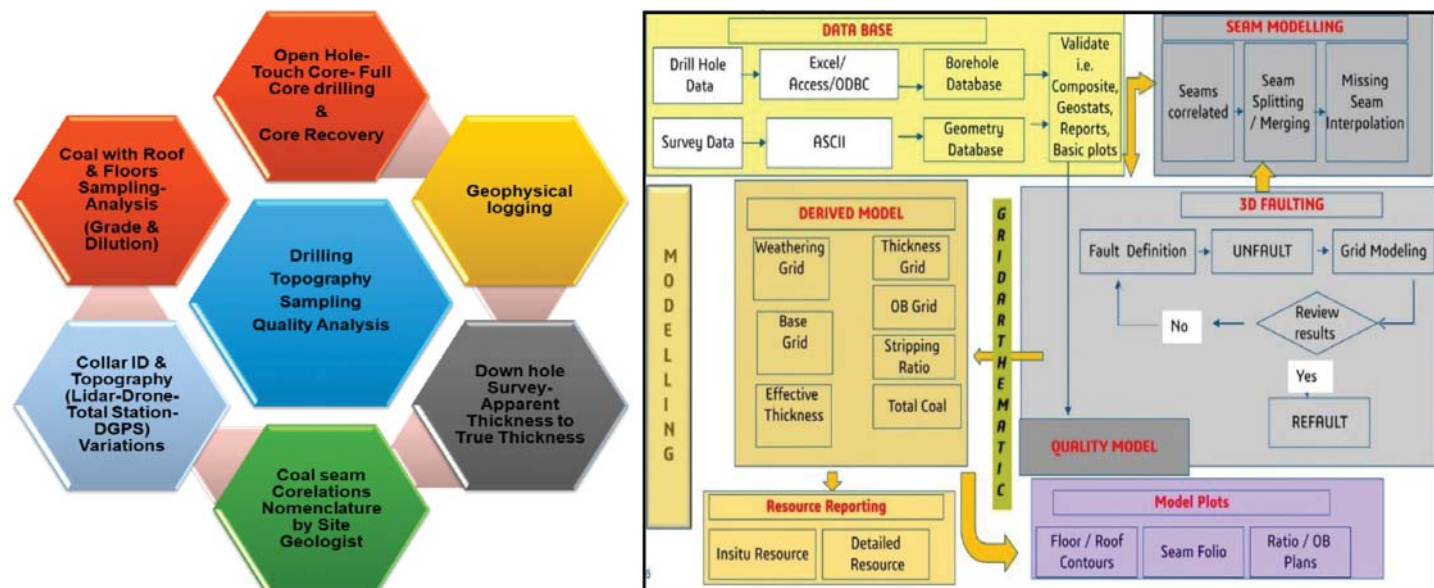 Open Hole-
Touch Core- Full
Core drilling
&
Core Recovery
Coal with Roof
& Floors
Sampling-
Analysis
(Grade &
Dilution)
Geophysical
logging
Drilling
Topography
Sampling
Quality Analysis
Collar ID &
Topography
(Lidar-Drone-
Total Station-
DGPS)
Variations
Down hole
Survey-
Apparent
Thickness to
True Thickness
Coal seam
Corelations
Nomenclature
by Site
Geologist
DATA BASE
Drill Hole
Data
Excel/
Access/ODBC
Borehole
Database
Validate
i.e.
Composite,
Geostats,
Reports,
Basic plots
Survey Data
ASCII
Geometry
Database
SEAM MODELLING
Seams
correlated
Seam
Splitting
/ Merging
Missing
Seam
Interpolation
MODELLING
DERIVED MODEL
Weathering
Grid
Thickness
Grid
OB Grid
Base
Grid
Stripping
Ratio
Effective
Thickness
Total Coal
GRIDARTHEMATIC
3D FAULTING
Fault Definition
UNFAULT
Grid Modeling
Review
results
No
Yes
REFAULT
QUALITY MODEL
Resource Reporting
Insitu Resource
Detailed
Resource
Model Plots
Floor / Roof
Contours
Seam Folio
Ratio / OB
Plans